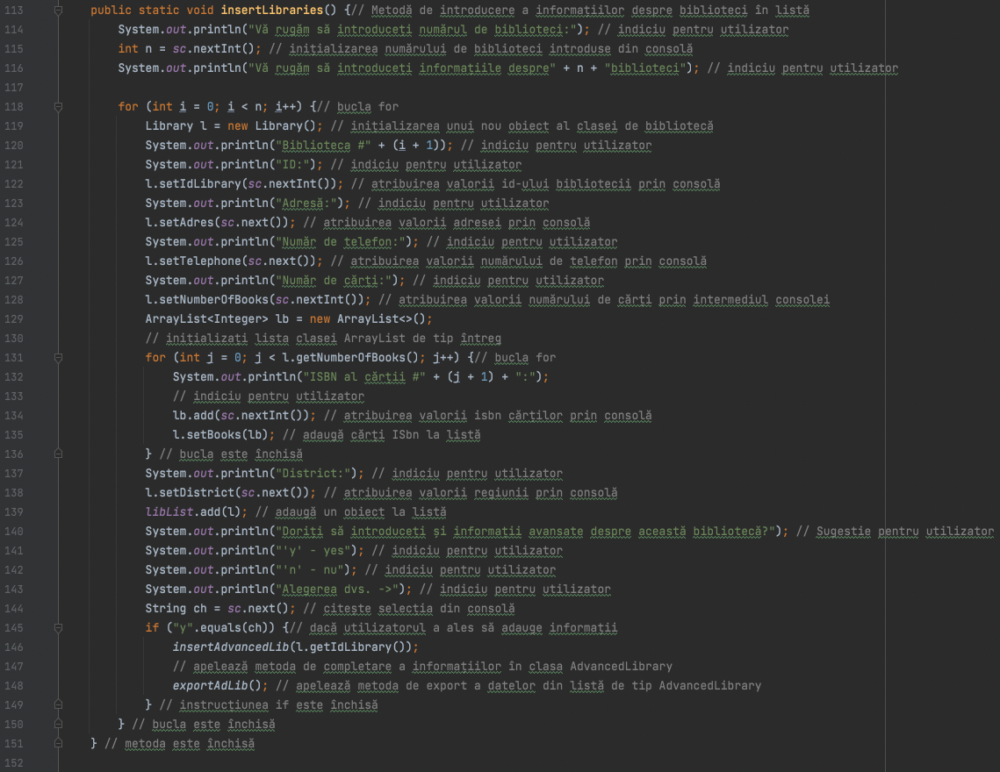 113 public static void insertLibraries() {// Metodă de introducere a informațiilor despre biblioteci în listă
114 System.out.println("Vă rugăm să introduceti numărul de biblioteci:"); // indiciu pentru utilizator
115 int n = sc.nextInt(); // initializarea numărului de biblioteci introduse din consolă
116 System.out.println("Vă rugăm să introduceti informatiile despre" + n + "biblioteci"); // indiciu pentru utilizator
117
118 for (int i = 0; i < n; i++) {// bucla for
119 Library l = new Library(); // inițializarea unui nou obiect al clasei de bibliotecă
120 System.out.println("Biblioteca #" + (i + 1)); // indiciu pentru utilizator
121 System.out.println("ID:"); // indiciu pentru utilizator
122 l.setIdLibrary(sc.nextInt()); // atribuirea valorii id-ului bibliotecii prin consolă
123 System.out.println("Adresă:"); // indiciu pentru utilizator
124 l.setAdres(sc.next()); // atribuirea valorii adresei prin consolă
125 System.out.println("Număr de telefon:"); // indiciu pentru utilizator
126 l.setTelephone(sc.next()); // atribuirea valorii numărului de telefon prin consolă
127 System.out.println("Număr de cărți:"); // indiciu pentru utilizator
128 l.setNumberOfBooks(sc.nextInt()); // atribuirea valorii numărului de cărți prin intermediul consolei
129 ArrayList<Integer> lb = new ArrayList<>();
130 // inițializați lista clasei ArrayList de tip întreg
131 for (int j = 0; j < l.getNumberOfBooks(); j++) {// bucla for
132 System.out.println("ISBN al cărții #" + (j + 1) + ":");
133 // indiciu pentru utilizator
134 lb.add(sc.nextInt()); // atribuirea valorii isbn cărților prin consolă
135 l.setBooks(lb); // adaugă cărți ISbn la listă
136 } // bucla este închisă
137 System.out.println("District:"); // indiciu pentru utilizator
138 l.setDistrict(sc.next()); // atribuirea valorii regiunii prin consolă
139 libList.add(l); // adaugă un obiect la listă
140 System.out.println("Doriți să introduceți și informații avansate despre această bibliotecă?"); // Sugestie pentru utilizator
141 System.out.println("'y' - yes"); // indiciu pentru utilizator
142 System.out.println("'n' - nu"); // indiciu pentru utilizator
143 System.out.println("Alegerea dvs. ->"); // indiciu pentru utilizator
144 String ch = sc.next(); // citește selecția din consolă
145 if ("y".equals(ch)) {// dacă utilizatorul a ales să adauge informații
146 insertAdvancedLib(l.getIdLibrary());
147 // apelează metoda de completare a informațiilor în clasa AdvancedLibrary
148 exportAdLib(); // apelează metoda de export a datelor din listă de tip AdvancedLibrary
149 } // instrucțiunea if este închisă
150 } // bucla este închisă
151 } // metoda este închisă
152